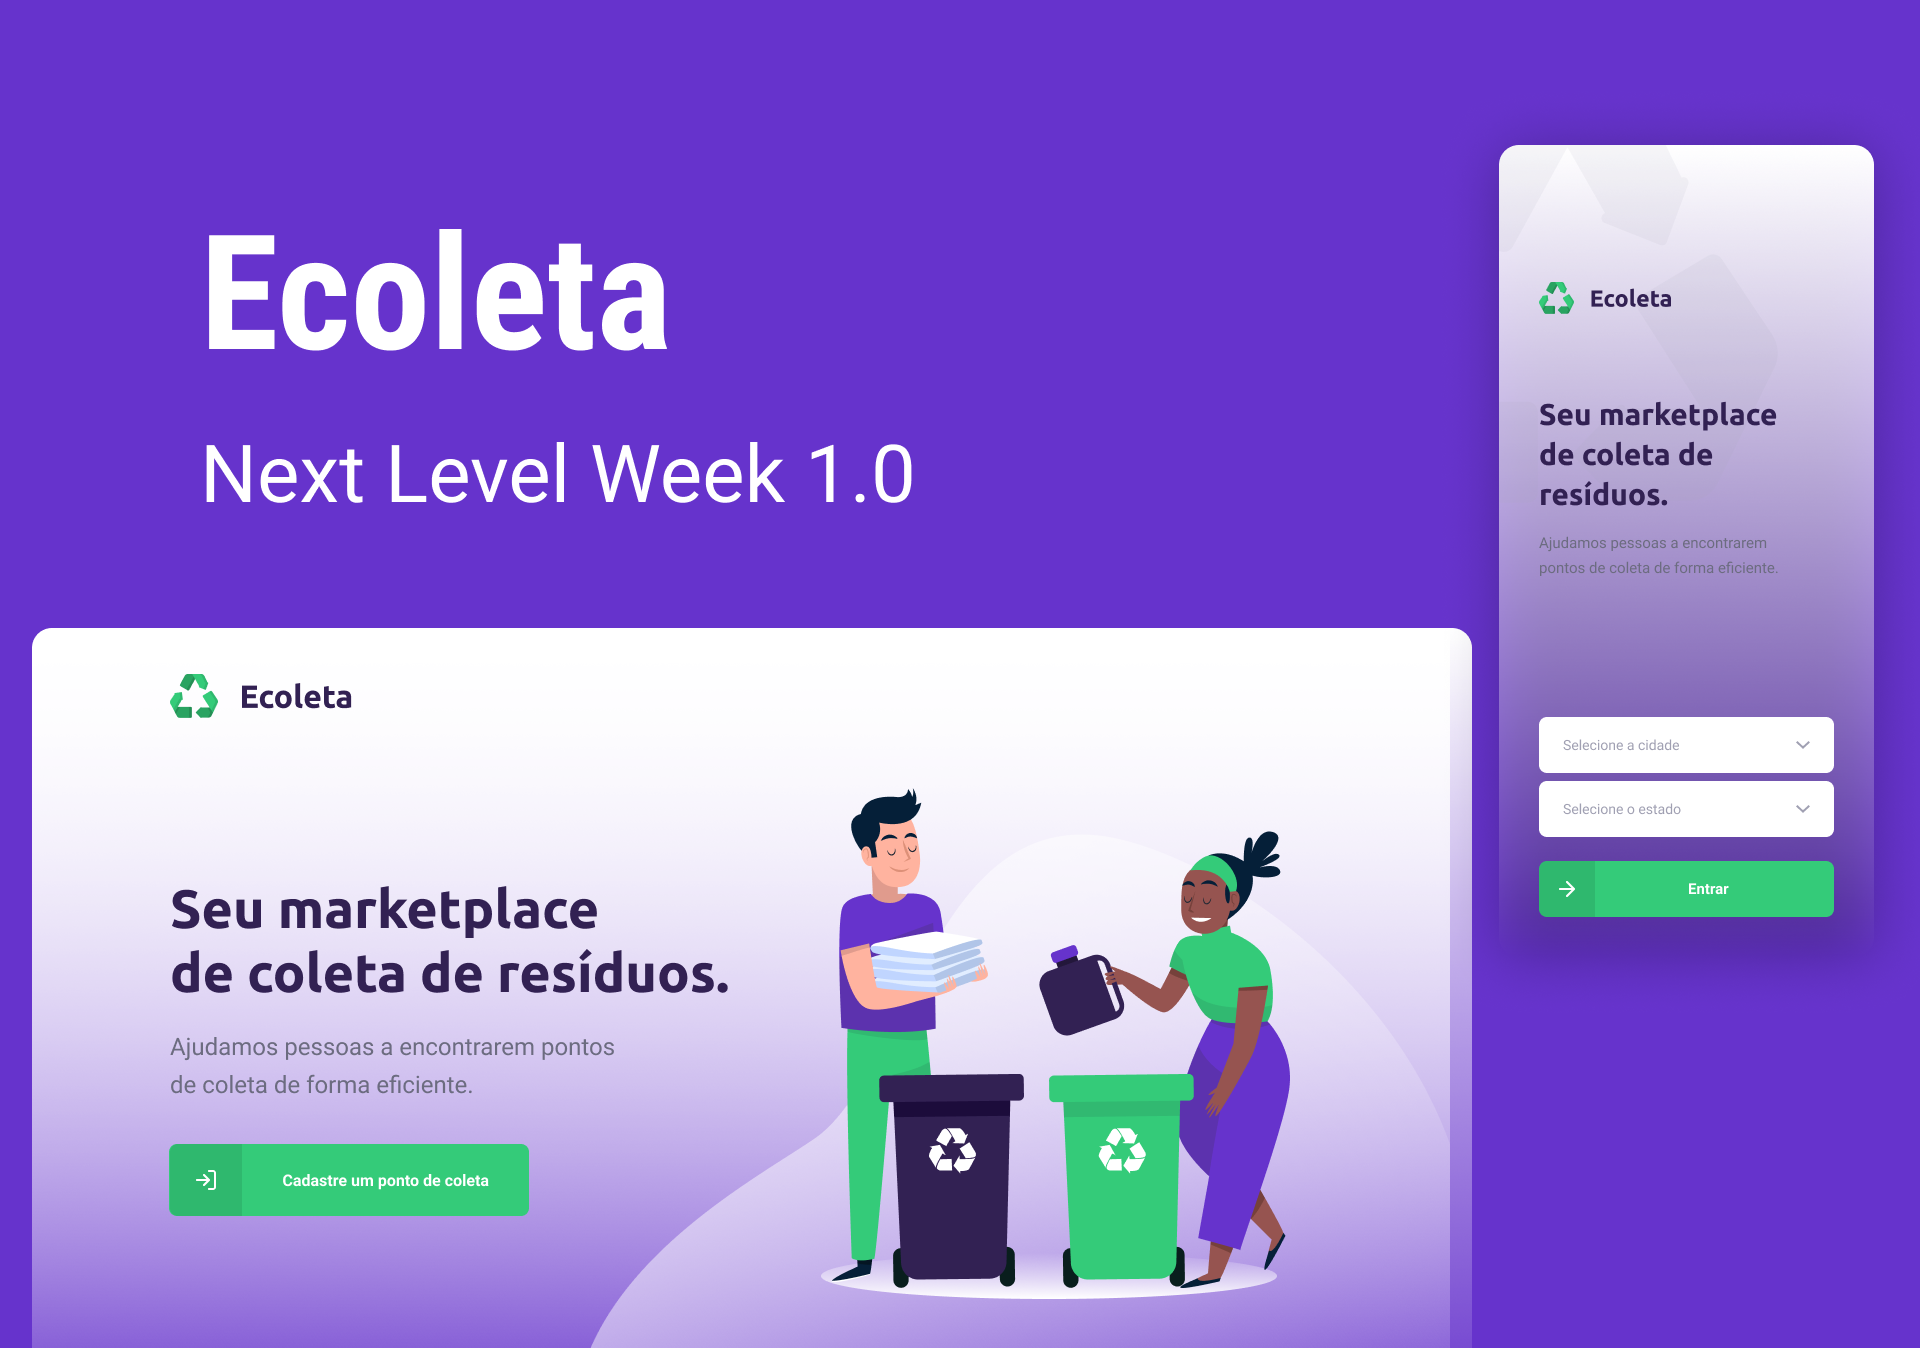 Ecoleta
Next Level Week 1.0
Ecoleta
Seu marketplace
de coleta de resíduos.
Ajudamos pessoas a encontrarem pontos
de coleta de forma eficiente.
Cadastre um ponto de coleta
Ecoleta
Seu marketplace
de coleta de
resíduos.
Ajudamos pessoas a encontrarem
pontos de coleta de forma eficiente.
Selecione a cidade
Selecione o estado
Entrar